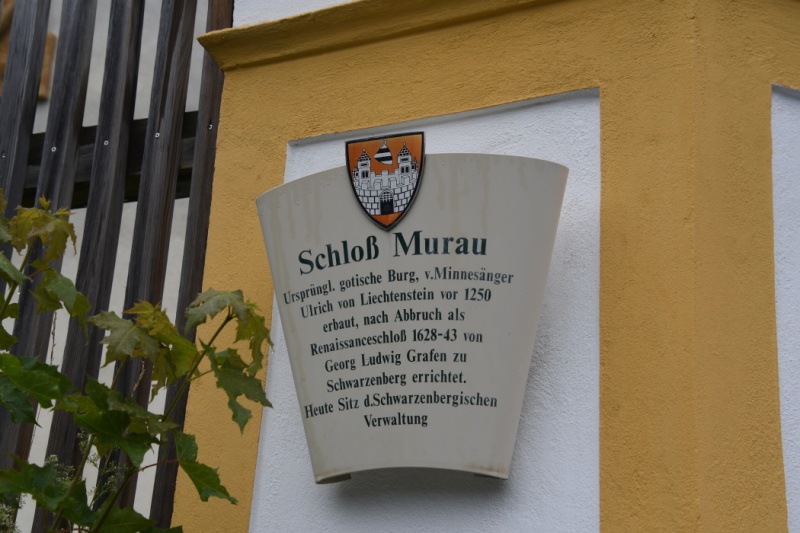 Schloß Murau
Ursprüngl. gotische Burg, v.Minnesänger
Ulrich von Liechtenstein vor 1250
erbaut, nach Abbruch als
Renaissanceschloß 1628-43 von
Georg Ludwig Grafen zu
Schwarzenberg errichtet.
Heute Sitz d.Schwarzenbergischen
Verwaltung